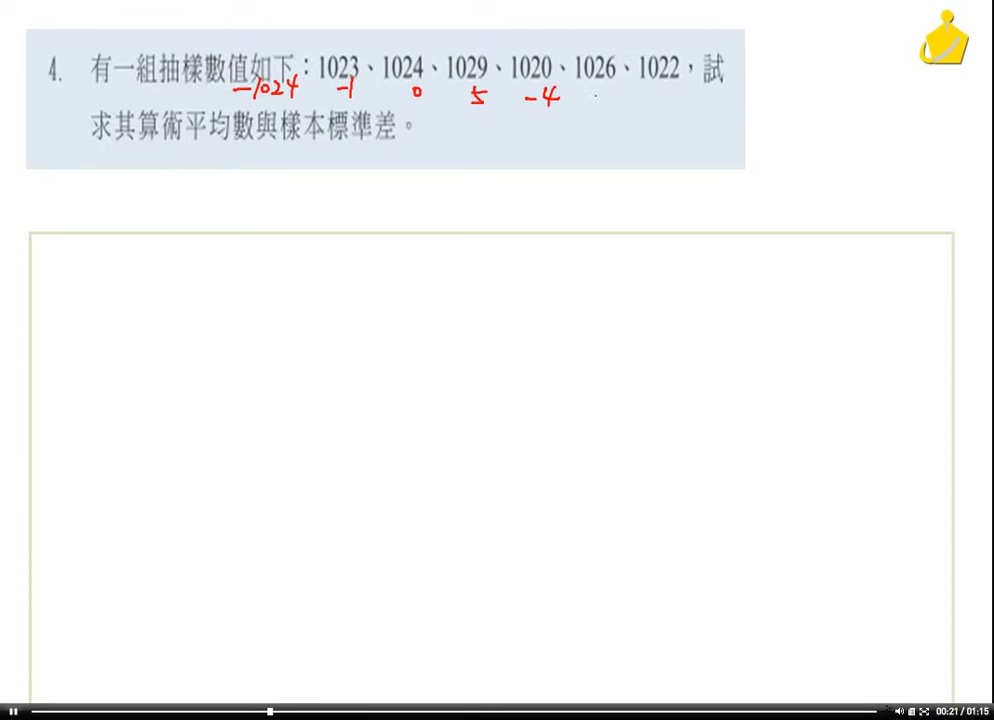 4. 有一組抽樣數值如下：1023、1024、1029、1020、1026、1022，試
-1024 -1 0 5 -4
求其算術平均數與樣本標準差。
00:21 / 01:15